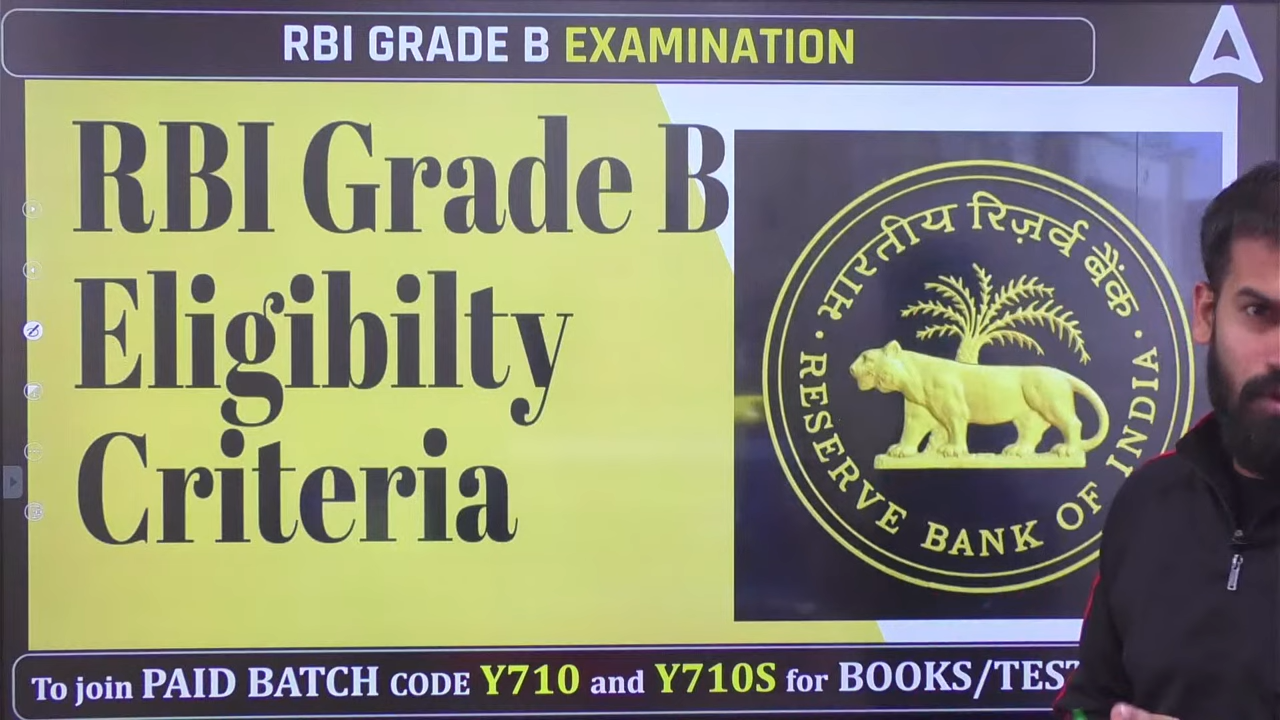 RBI GRADE B EXAMINATION
RBI Grade B
Eligibilty
Criteria
भारतीय रिज़र्व बैंक
RESERVE BANK OF INDIA
To join PAID BATCH CODE Y710 and Y710S for BOOKS/TEST